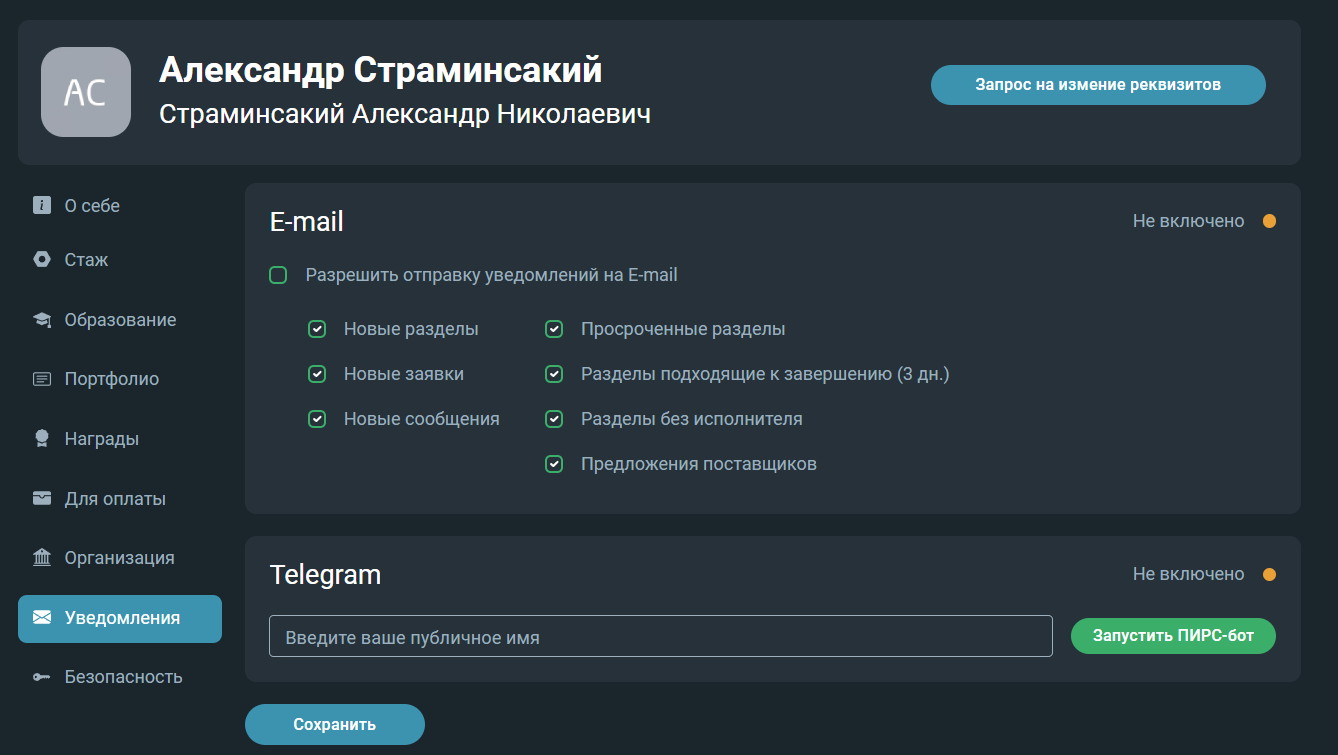 АС
Александр Страминсакий
Страминсакий Александр Николаевич
Запрос на измение реквизитов
О себе
Стаж
Образование
Портфолио
Награды
Для оплаты
Организация
Уведомления
Безопасность
E-mail
Не включено
Разрешить отправку уведомлений на E-mail
Новые разделы
Просроченные разделы
Новые заявки
Разделы подходящие к завершению (3 дн.)
Новые сообщения
Разделы без исполнителя
Предложения поставщиков
Telegram
Не включено
Введите ваше публичное имя
Запустить ПИРС-бот
Сохранить